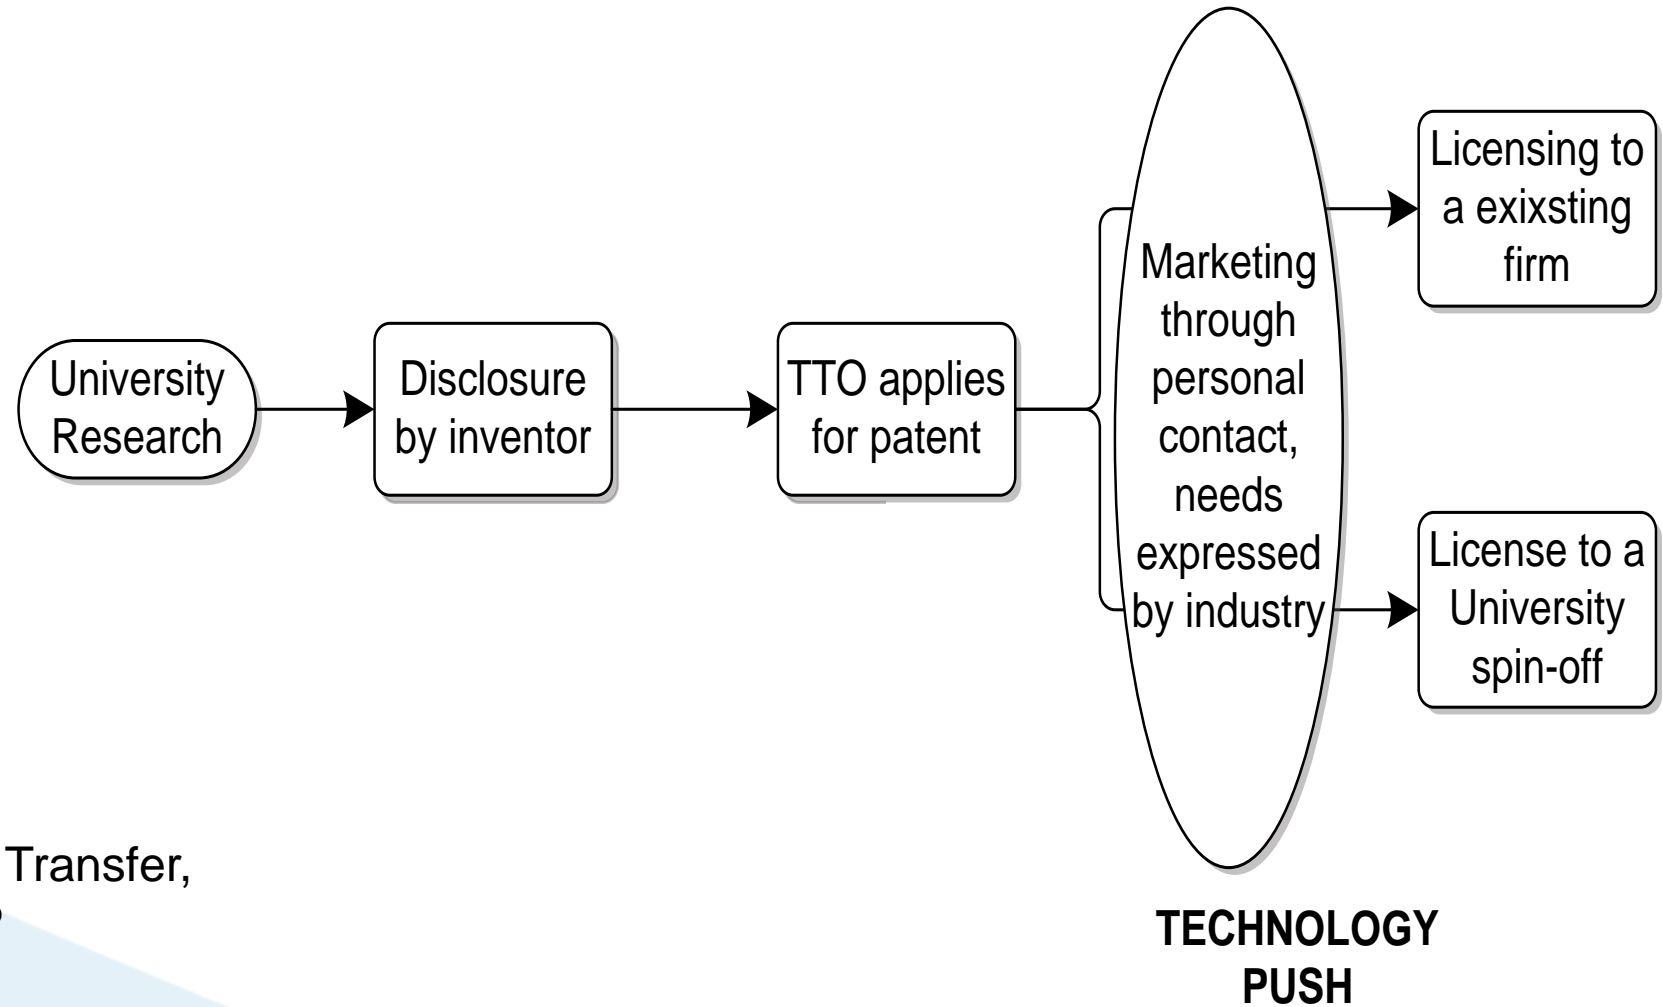 University
Research
Disclosure
by inventor
TTO applies
for patent
Marketing
through
personal
contact,
needs
expressed
by industry
Licensing to
a exixsting
firm
License to a
University
spin-off
Transfer,
TECHNOLOGY
PUSH